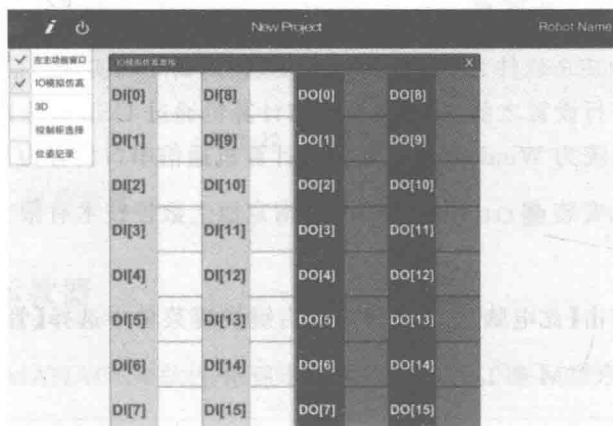 i New Project Robot Name
左主功能窗口
IO模拟仿真
3D
控制柜选择
位姿记录
IO模拟仿真面板 X
DI[0] DI[8] DO[0] DO[8]
DI[1] DI[9] DO[1] DO[9]
DI[2] DI[10] DO[2] DO[10]
DI[3] DI[11] DO[3] DO[11]
DI[4] DI[12] DO[4] DO[12]
DI[5] DI[13] DO[5] DO[13]
DI[6] DI[14] DO[6] DO[14]
DI[7] DI[15] DO[7] DO[15]